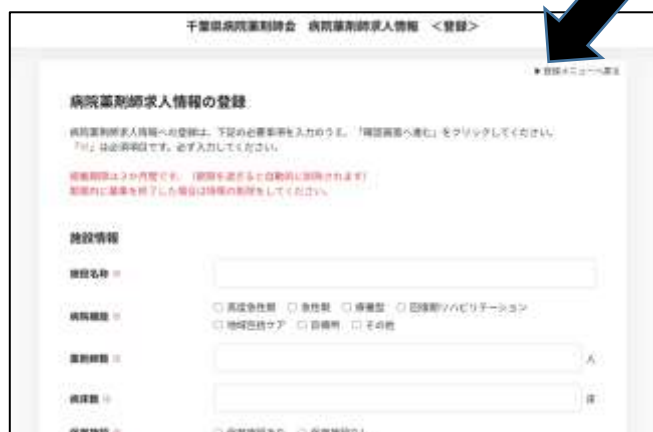 千葉県病院薬剤師会　病院薬剤師求人情報　＜登録＞
▶登録メニューへ戻る
病院薬剤師求人情報の登録
病院薬剤師求人情報への登録は、下記の必要事項を入力のうえ、「確認画面へ進む」をクリックしてください。
「※」は必須項目です。必ず入力してください。
掲載期限は3か月間です。（期限を過ぎると自動的に削除されます）
期限内に募集を終了した場合は情報の削除をしてください。
施設情報
施設名称 ※
病院機能 ※
高度急性期 急性期 療養型 回復期リハビリテーション
地域包括ケア 診療所 その他
薬剤師数 ※
人
病床数 ※
床